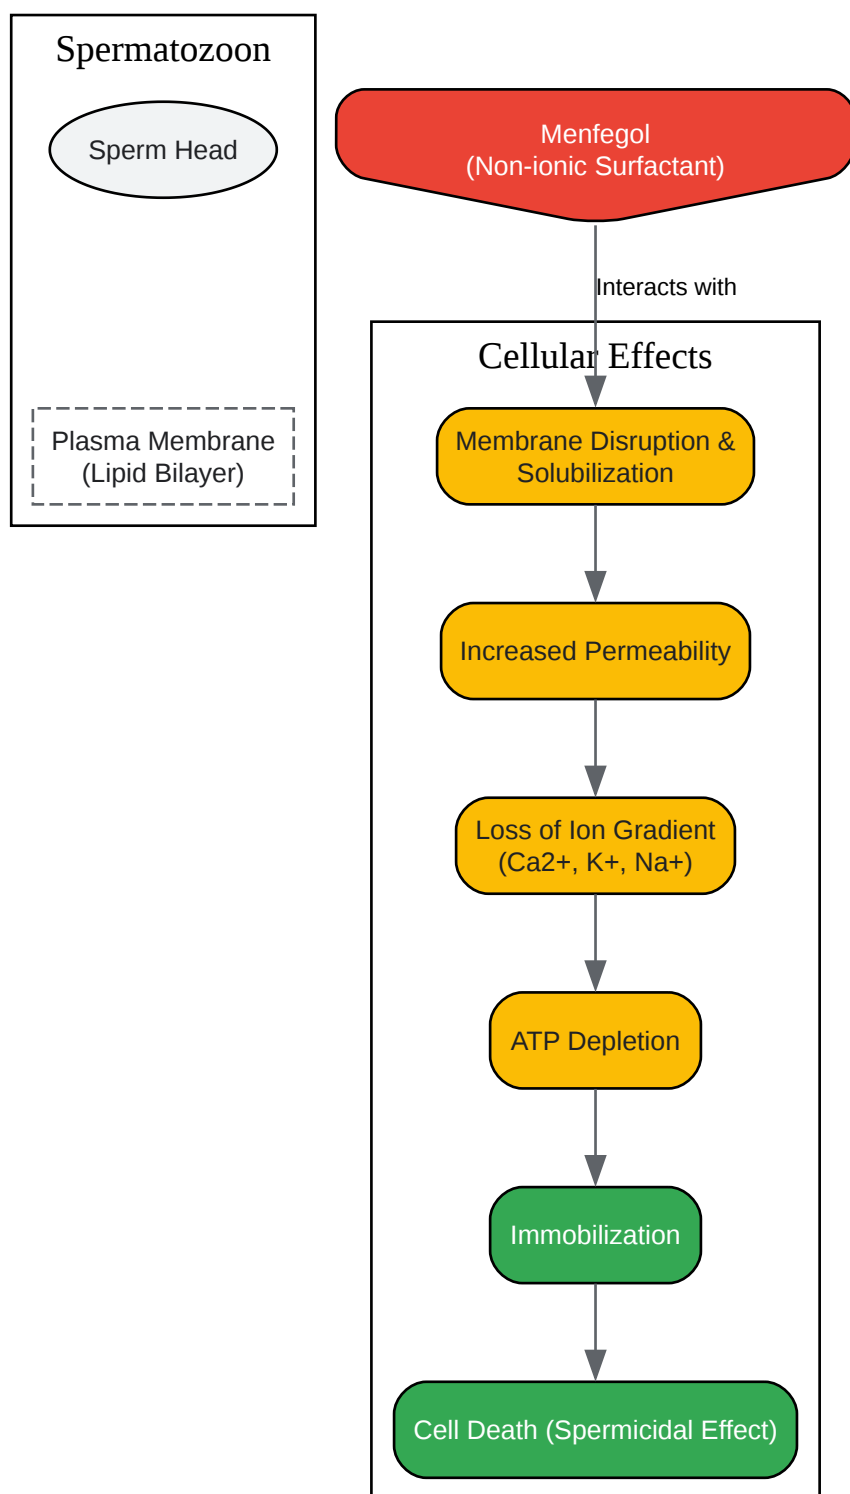 Spermatozoon
Sperm Head
Plasma Membrane
(Lipid Bilayer)
Menfegol
(Non-ionic Surfactant)
Interacts with
Cellular Effects
Membrane Disruption &
Solubilization
Increased Permeability
Loss of Ion Gradient
(Ca2+, K+, Na+)
ATP Depletion
Immobilization
Cell Death (Spermicidal Effect)